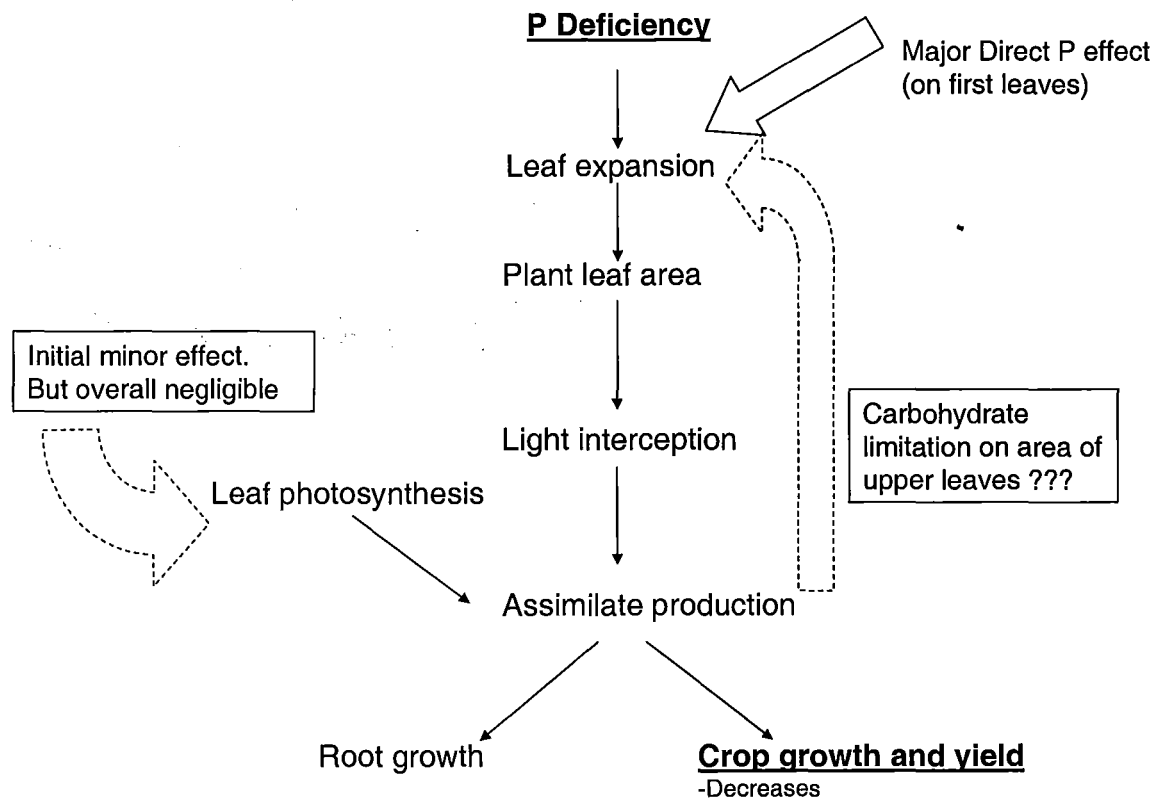 P Deficiency
Major Direct P effect
(on first leaves)
Leaf expansion
Plant leaf area
Initial minor effect.
But overall negligible
Light interception
Carbohydrate
limitation on area of
upper leaves ???
Leaf photosynthesis
Assimilate production
Root growth
Crop growth and yield
-Decreases